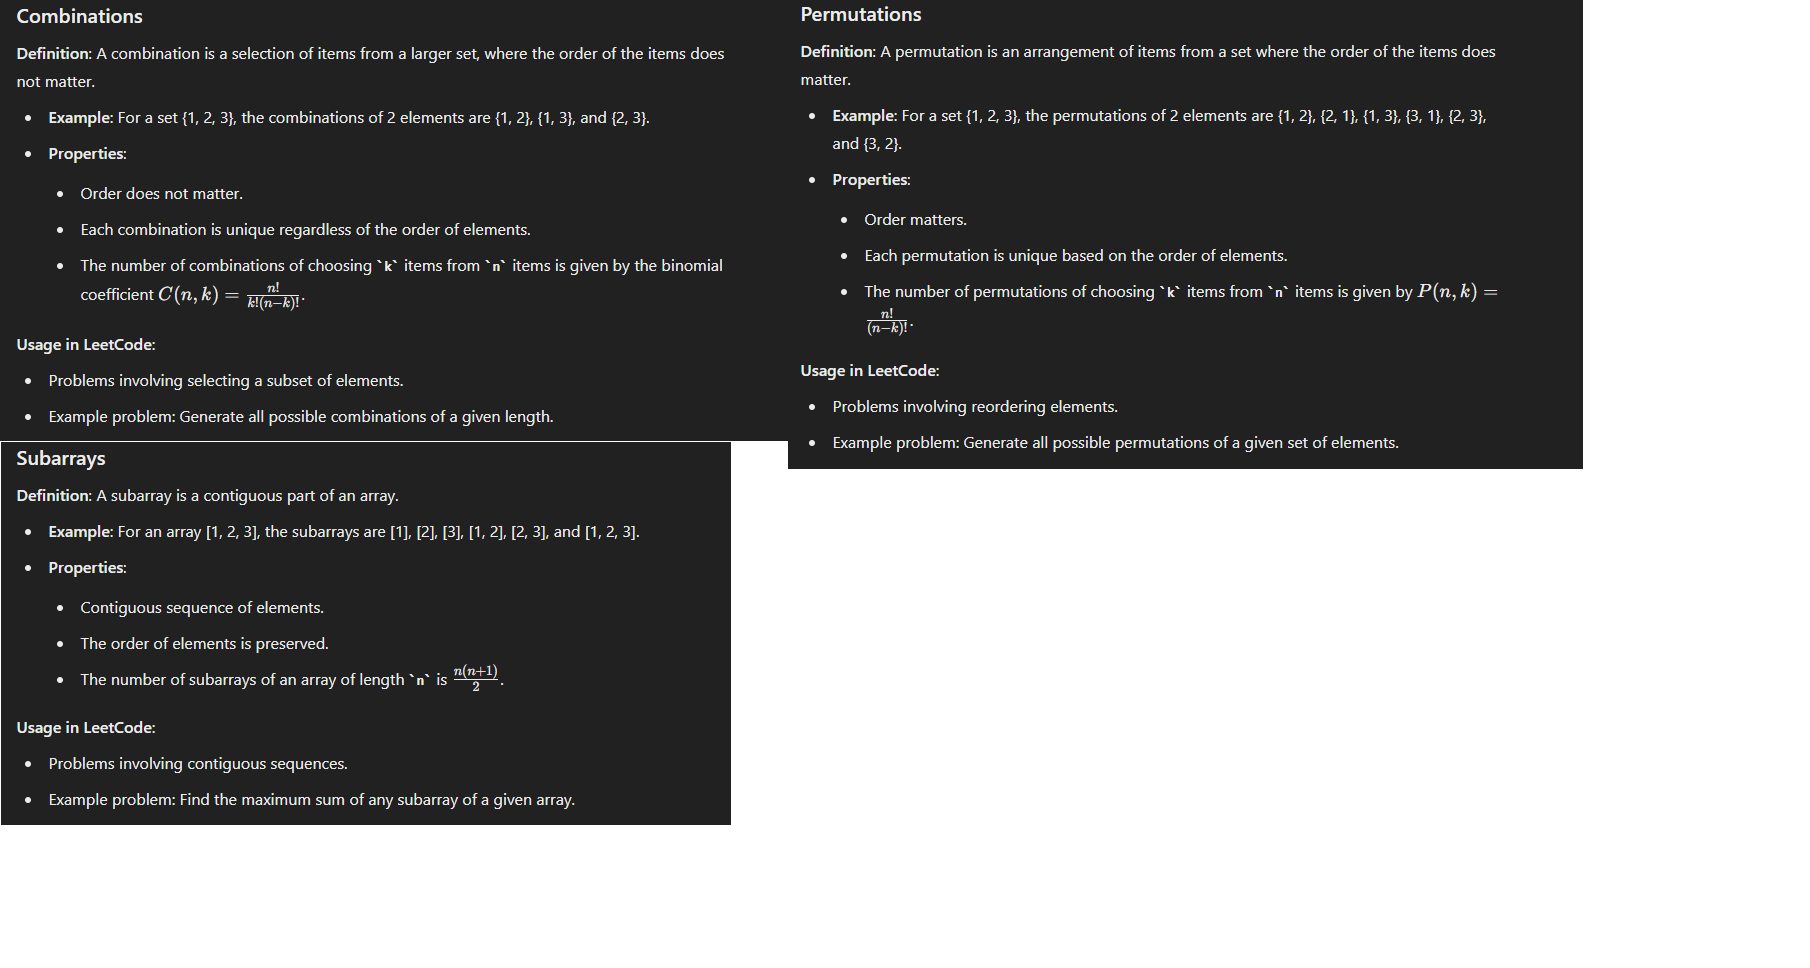 Combinations
Definition: A combination is a selection of items from a larger set, where the order of the items does
not matter.
• Example: For a set {1, 2, 3}, the combinations of 2 elements are {1, 2}, {1, 3}, and {2, 3}.
• Properties:
• Order does not matter.
• Each combination is unique regardless of the order of elements.
• The number of combinations of choosing `k` items from `n` items is given by the binomial
coefficient C(n, k) = n!/k!(n−k)!.
Usage in LeetCode:
• Problems involving selecting a subset of elements.
• Example problem: Generate all possible combinations of a given length.
Permutations
Definition: A permutation is an arrangement of items from a set where the order of the items does
matter.
• Example: For a set {1, 2, 3}, the permutations of 2 elements are {1, 2}, {2, 1}, {1, 3}, {3, 1}, {2, 3},
and {3, 2}.
• Properties:
• Order matters.
• Each permutation is unique based on the order of elements.
• The number of permutations of choosing `k` items from `n` items is given by P(n, k) =
n!/(n−k)!.
Usage in LeetCode:
• Problems involving reordering elements.
• Example problem: Generate all possible permutations of a given set of elements.
Subarrays
Definition: A subarray is a contiguous part of an array.
• Example: For an array [1, 2, 3], the subarrays are [1], [2], [3], [1, 2], [2, 3], and [1, 2, 3].
• Properties:
• Contiguous sequence of elements.
• The order of elements is preserved.
• The number of subarrays of an array of length `n` is n(n+1)/2.
Usage in LeetCode:
• Problems involving contiguous sequences.
• Example problem: Find the maximum sum of any subarray of a given array.